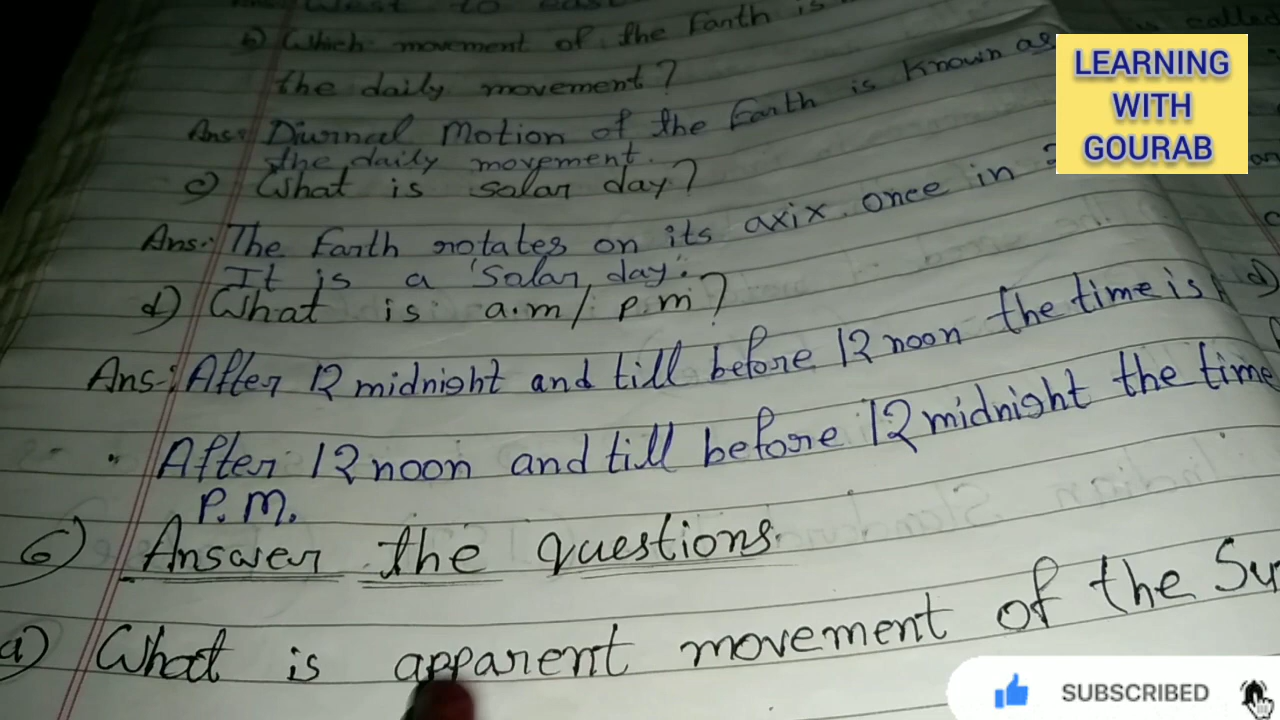 b) Which movement of the Earth is
the daily movement?
Ans: Diurnal Motion of the Earth is known as
the daily movement.
c) What is solar day?
Ans: The Earth rotates on its axix once in
It is a 'solar day'.
d) What is a.m/ p.m?
Ans: After 12 midnight and till before 12 noon the time is
After 12 noon and till before 12 midnight the time
P.M.
6) Answer the questions.
a) What is apparent movement of the Su
LEARNING
WITH
GOURAB
SUBSCRIBED